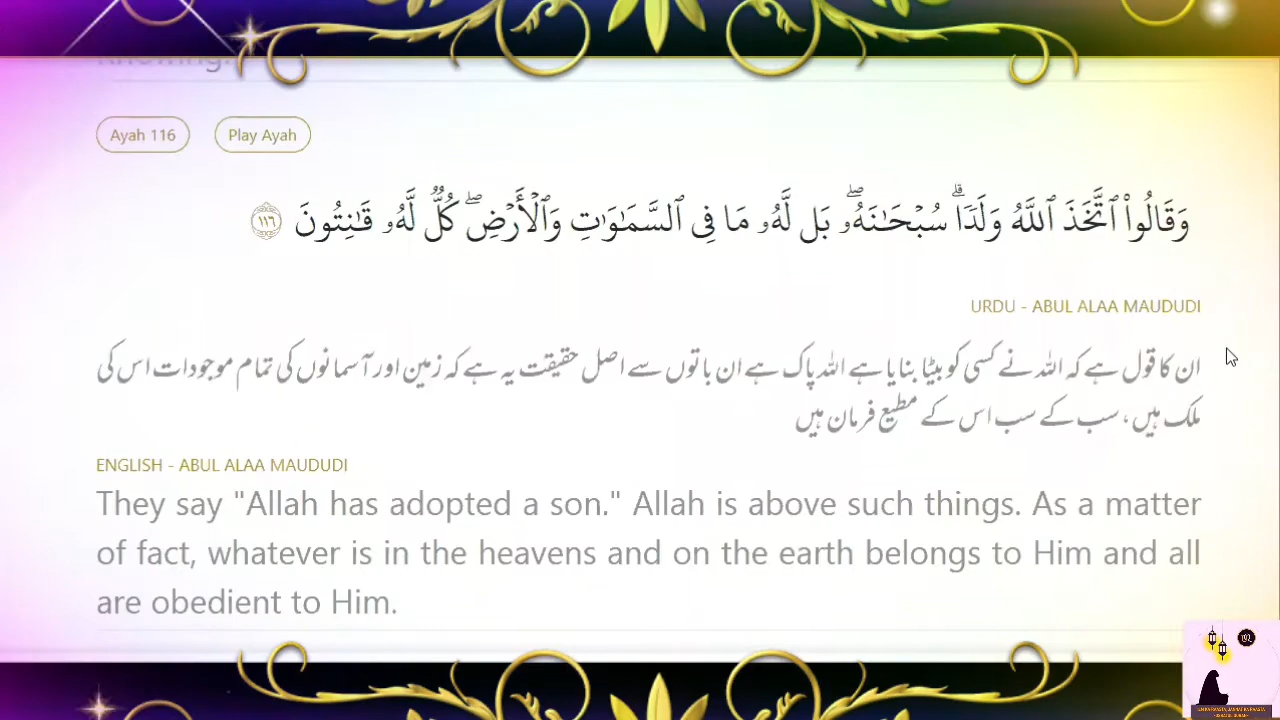 Knowing.
Ayah 116 Play Ayah
وَقَالُوا۟ ٱتَّخَذَ ٱللَّهُ وَلَدًۭا ۗ سُبْحَـٰنَهُۥ ۖ بَل لَّهُۥ مَا فِى ٱلسَّمَـٰوَٰتِ وَٱلْأَرْضِ ۖ كُلٌّۭ لَّهُۥ قَـٰنِتُونَ ١١٦
URDU - ABUL ALAA MAUDUDI
ان کا قول ہے کہ اللہ نے کسی کو بیٹا بنایا ہے اللہ پاک ہے ان باتوں سے اصل حقیقت یہ ہے کہ زمین اور آسمانوں کی تمام موجودات اس کی
ملک ہیں، سب کے سب اس کے مطیع فرمان ہیں
ENGLISH - ABUL ALAA MAUDUDI
They say "Allah has adopted a son." Allah is above such things. As a matter
of fact, whatever is in the heavens and on the earth belongs to Him and all
are obedient to Him.